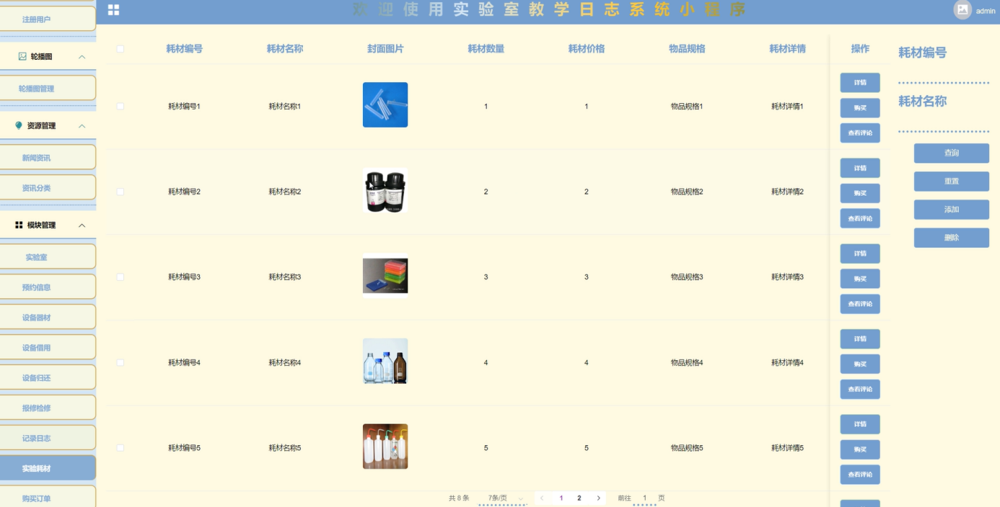 欢迎使用实验室教学日志系统小程序
admin
注册用户
轮播图
轮播图管理
资源管理
新闻资讯
资讯分类
模块管理
实验室
预约信息
设备器材
设备借用
设备归还
报修检修
记录日志
实验耗材
购买订单
耗材编号 耗材名称 封面图片 耗材数量 耗材价格 物品规格 耗材详情 操作
耗材编号1 耗材名称1 1 1 物品规格1 耗材详情1
详情
购买
查看评论
耗材编号2 耗材名称2 2 2 物品规格2 耗材详情2
详情
购买
查看评论
耗材编号3 耗材名称3 3 3 物品规格3 耗材详情3
详情
购买
查看评论
耗材编号4 耗材名称4 4 4 物品规格4 耗材详情4
详情
购买
查看评论
耗材编号5 耗材名称5 5 5 物品规格5 耗材详情5
详情
购买
查看评论
共 8 条 7条/页 1 2 前往 1 页
耗材编号
耗材名称
查询
重置
添加
删除